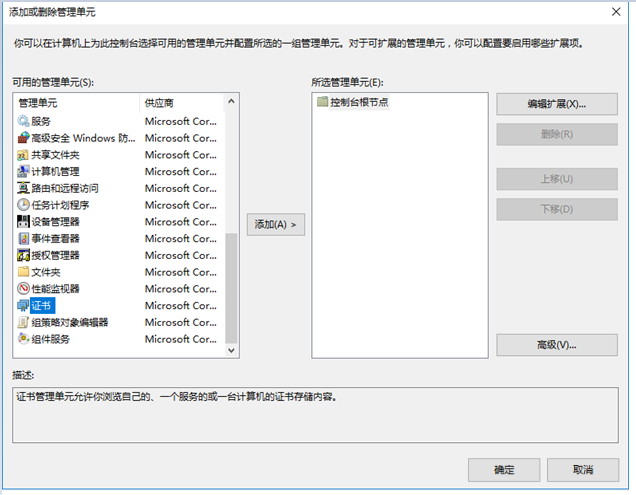 添加或删除管理单元
你可以在计算机上为此控制台选择可用的管理单元并配置所选的一组管理单元。对于可扩展的管理单元，你可以配置要启用哪些扩展项。
可用的管理单元(S):
所选管理单元(E):
管理单元 供应商
服务 Microsoft Cor...
高级安全 Windows 防... Microsoft Cor...
共享文件夹 Microsoft Cor...
计算机管理 Microsoft Cor...
路由和远程访问 Microsoft Cor...
任务计划程序 Microsoft Cor...
设备管理器 Microsoft Cor...
事件查看器 Microsoft Cor...
授权管理器 Microsoft Cor...
文件夹 Microsoft Cor...
性能监视器 Microsoft Cor...
证书 Microsoft Cor...
组策略对象编辑器 Microsoft Cor...
组件服务 Microsoft Cor...
添加(A) >
控制台根节点
编辑扩展(X)...
删除(R)
上移(U)
下移(D)
高级(V)...
描述:
证书管理单元允许你浏览自己的、一个服务的或一台计算机的证书存储内容。
确定
取消